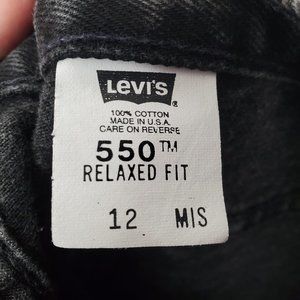 LEVI'S ®
100% COTTON
MADE IN U.S.A.
CARE ON REVERSE
550™
RELAXED FIT
12 MIS